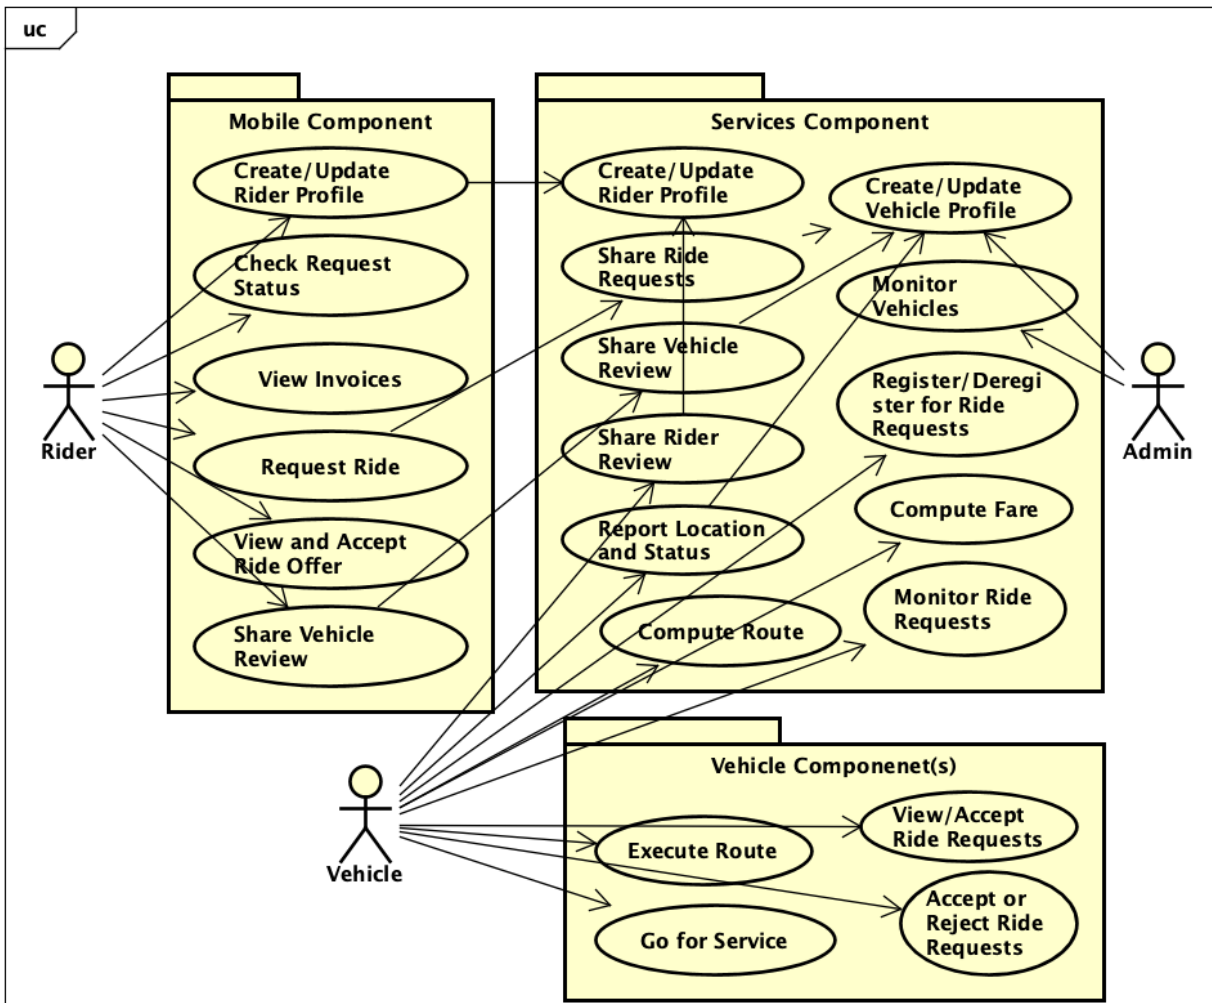 uc
Mobile Component
Create/Update
Rider Profile
Check Request
Status
View Invoices
Request Ride
View and Accept
Ride Offer
Share Vehicle
Review
Services Component
Create/Update
Rider Profile
Share Ride
Requests
Share Vehicle
Review
Share Rider
Review
Report Location
and Status
Compute Route
Create/Update
Vehicle Profile
Monitor
Vehicles
Register/Deregi
ster for Ride
Requests
Compute Fare
Monitor Ride
Requests
Rider
Admin
Vehicle
Vehicle Componenet(s)
Execute Route
Go for Service
View/Accept
Ride Requests
Accept or
Reject Ride
Requests